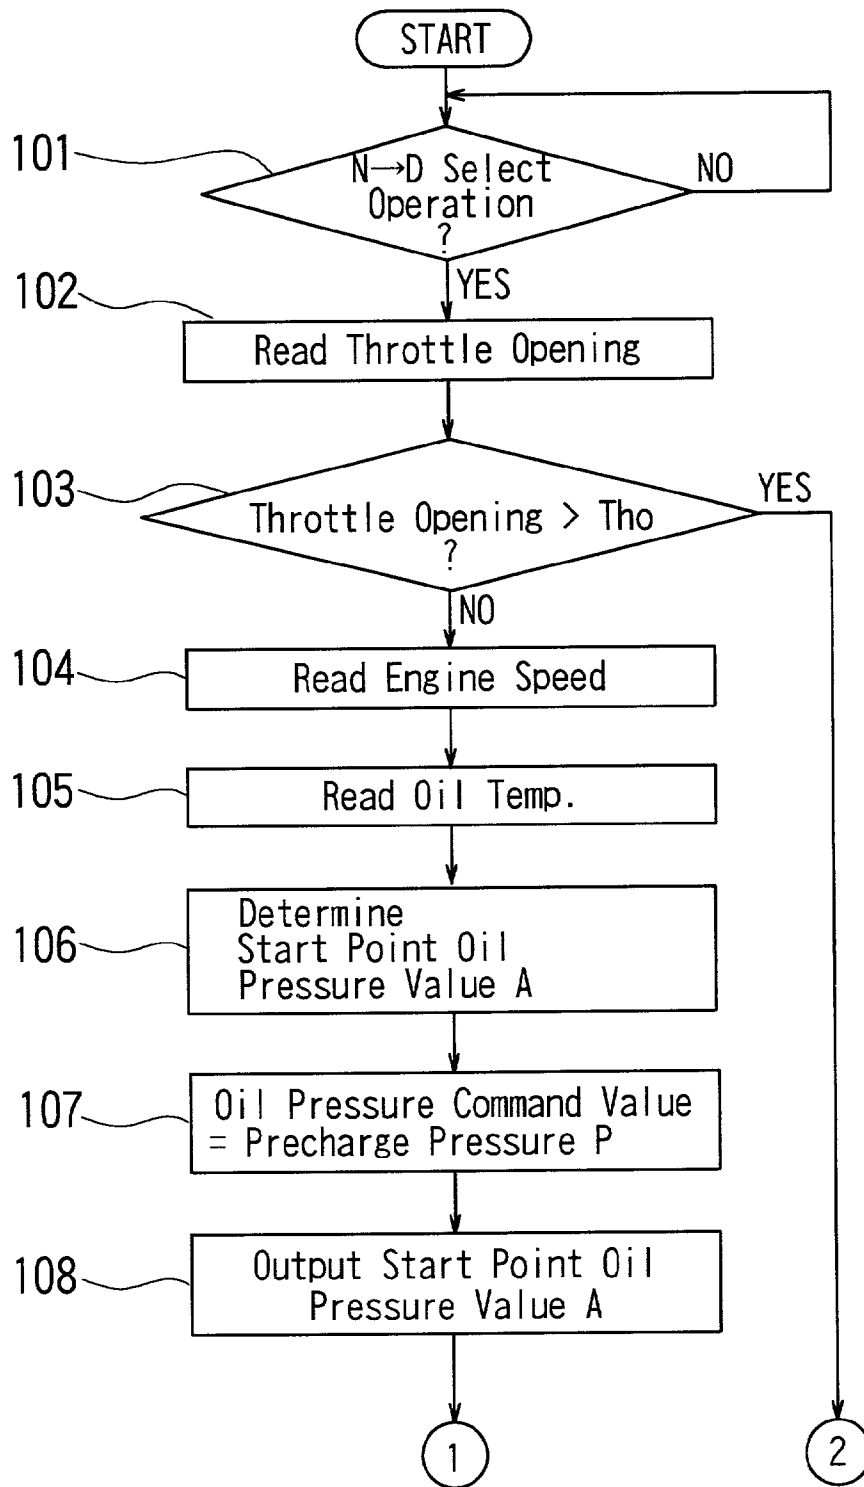 START
101
N→D Select
Operation
?
NO
YES
102
Read Throttle Opening
103
Throttle Opening > Tho
?
YES
NO
104
Read Engine Speed
105
Read Oil Temp.
106
Determine
Start Point Oil
Pressure Value A
107
Oil Pressure Command Value
= Precharge Pressure P
108
Output Start Point Oil
Pressure Value A
1
2